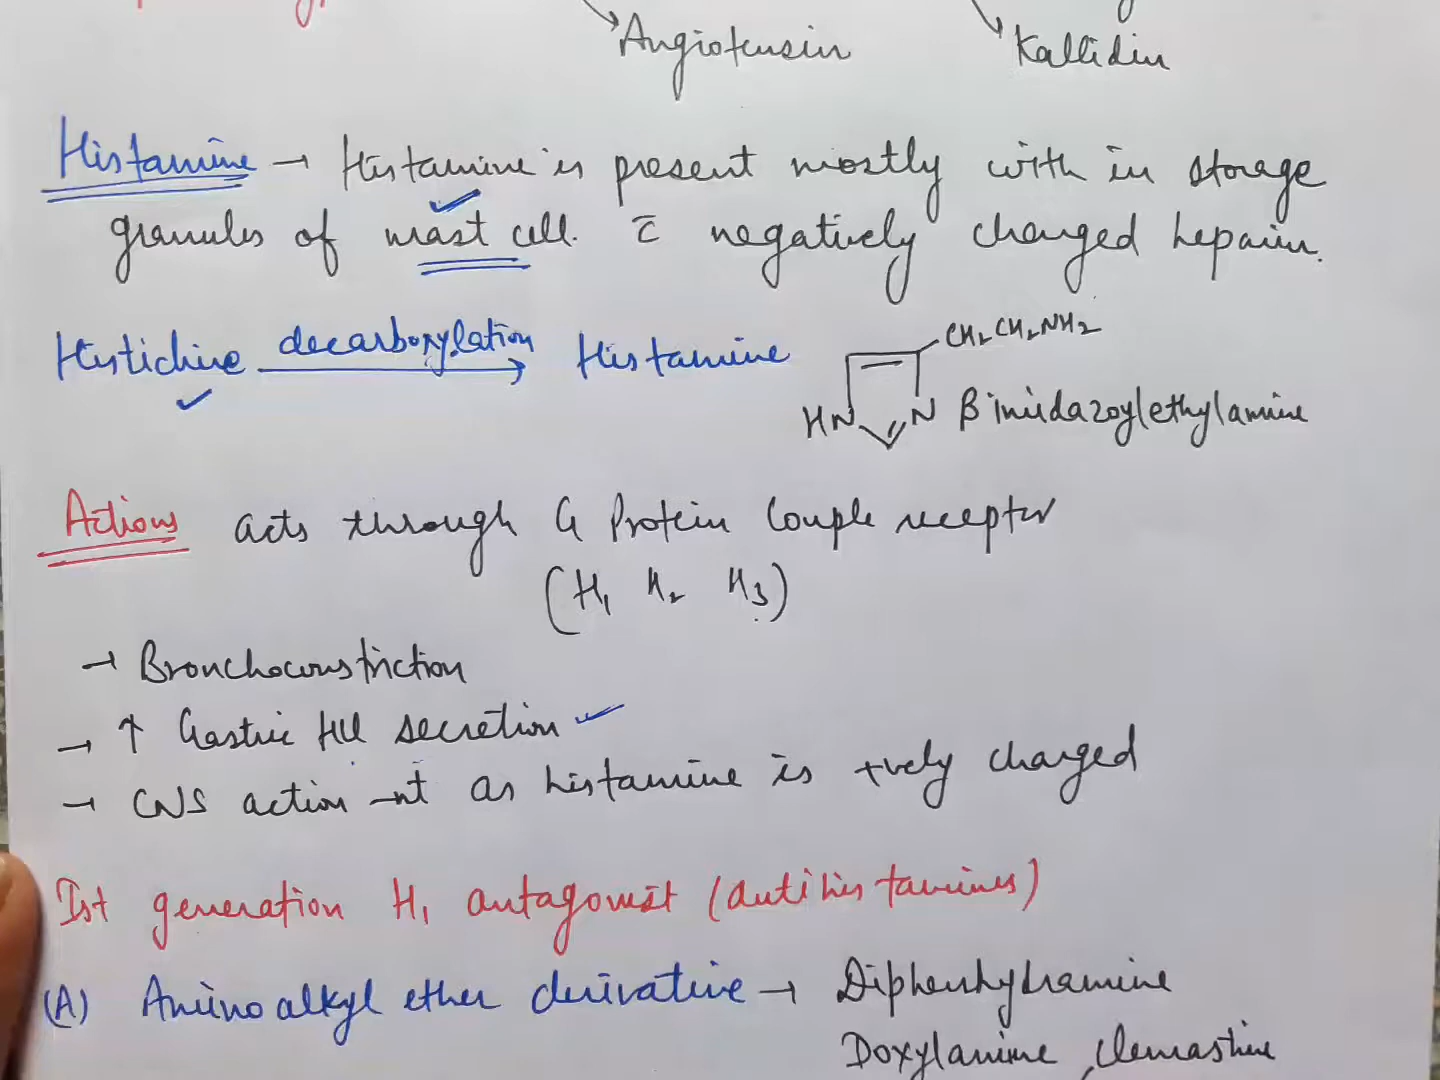 Angiotensin Kallidin
Histamine → Histamine is present mostly with in storage
granules of mast cell. c̄ negatively charged heparin.
Histidine decarboxylation → Histamine
CH₂CH₂NH₂
HN N β imidazoylethylamine
Actions acts through G Protein Couple receptor
(H₁ H₂ H₃)
→ Bronchoconstriction
→ ↑ Gastric HCl secretion ✓
→ CNS action -nt as histamine is +vely charged
Ist generation H₁ antagonist (antihistamines)
(A) Aminoalkyl ether derivative → Diphenhydramine
Doxylamine, Clemastine